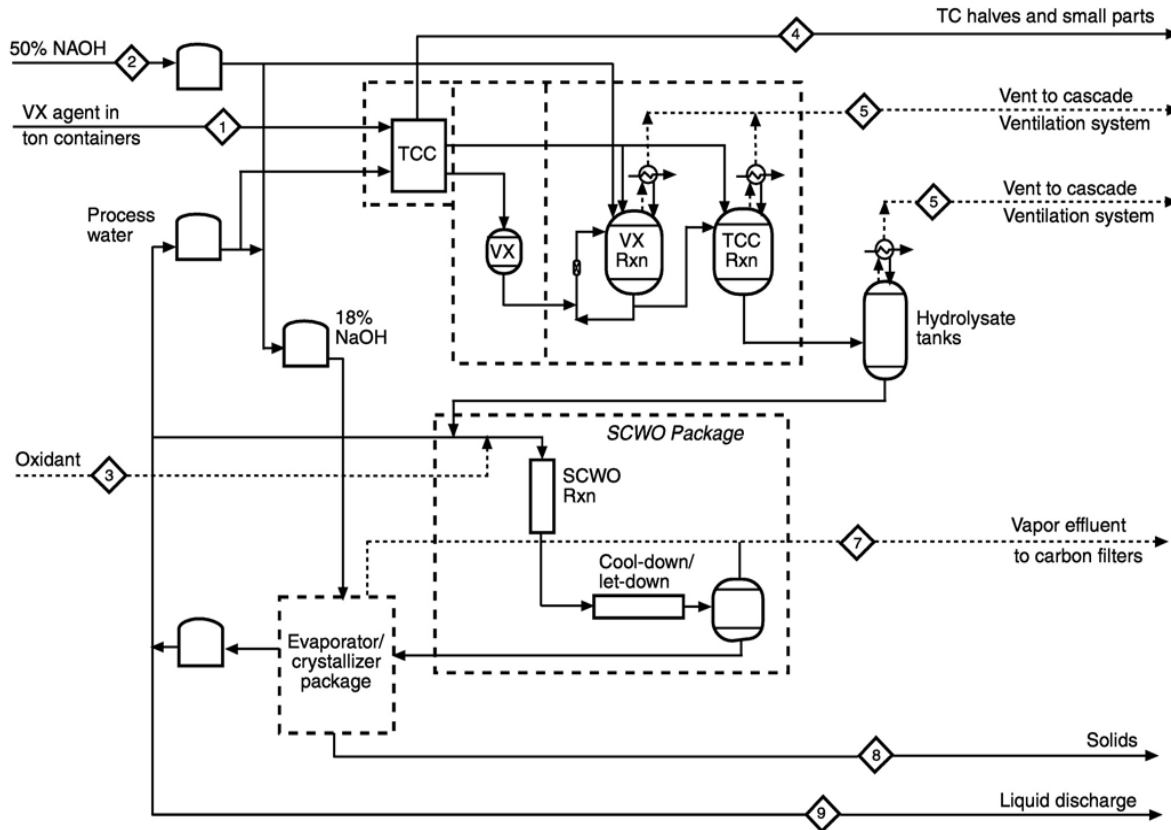 TC halves and small parts
4
50% NAOH
2
VX agent in
ton containers
1
Vent to cascade
Ventilation system
5
TCC
Vent to cascade
Ventilation system
5
Process
water
VX
VX
Rxn
TCC
Rxn
Hydrolysate
tanks
18%
NaOH
SCWO Package
Oxidant
3
SCWO
Rxn
Vapor effluent
to carbon filters
7
Cool-down/
let-down
Evaporator/
crystallizer
package
Solids
8
Liquid discharge
9